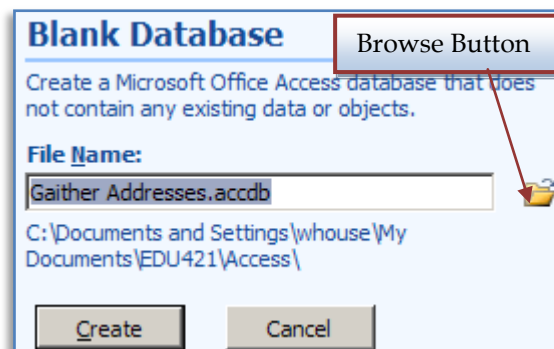 Blank Database
Browse Button
Create a Microsoft Office Access database that does
not contain any existing data or objects.
File Name:
Gaither Addresses.accdb
C:\Documents and Settings\whouse\My
Documents\EDU421\Access\
Create
Cancel